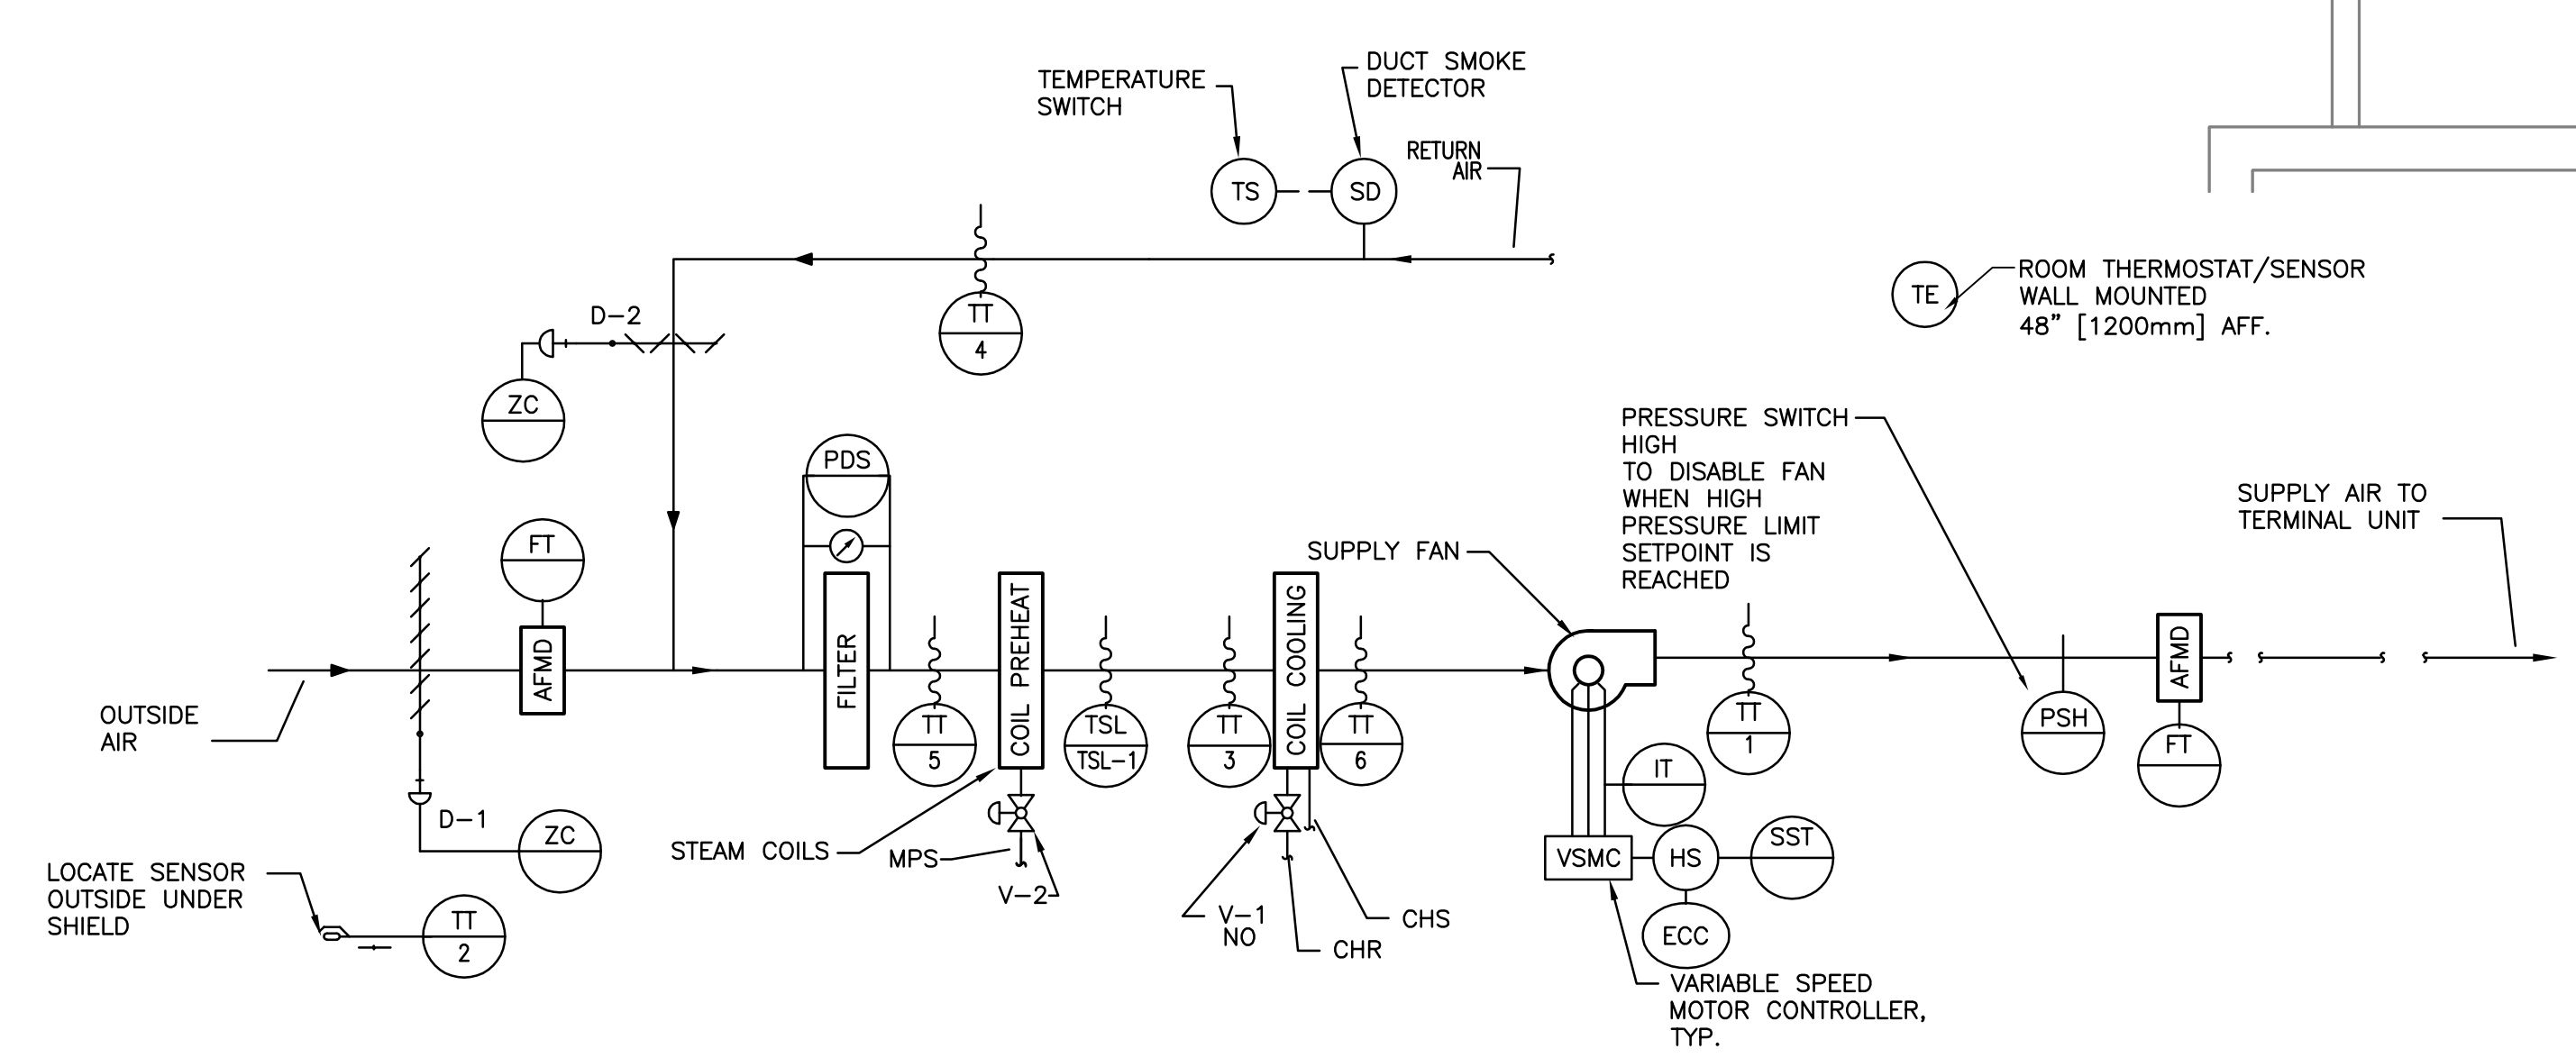 TEMPERATURE
SWITCH
DUCT SMOKE
DETECTOR
RETURN
AIR
TS
SD
TE
ROOM THERMOSTAT/SENSOR
WALL MOUNTED
48" [1200mm] AFF.
D-2
TT
4
ZC
PDS
PRESSURE SWITCH
HIGH
TO DISABLE FAN
WHEN HIGH
PRESSURE LIMIT
SETPOINT IS
REACHED
SUPPLY AIR TO
TERMINAL UNIT
FT
SUPPLY FAN
AFMD
FILTER
COIL PREHEAT
COIL COOLING
AFMD
OUTSIDE
AIR
TT
5
TSL
TSL-1
TT
3
TT
6
TT
1
PSH
FT
IT
D-1
ZC
STEAM COILS
MPS
V-2
V-1
NO
CHS
CHR
VSMC
HS
SST
ECC
LOCATE SENSOR
OUTSIDE UNDER
SHIELD
TT
2
VARIABLE SPEED
MOTOR CONTROLLER,
TYP.